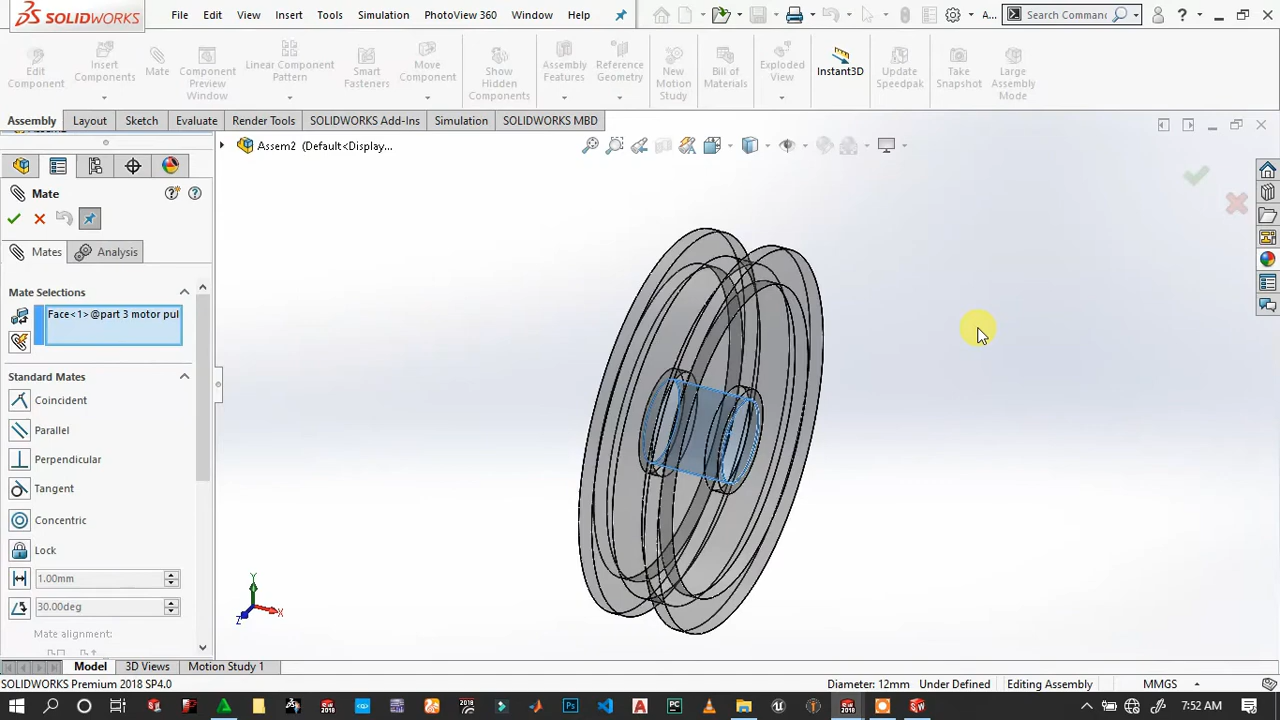 SOLIDWORKS File Edit View Insert Tools Simulation PhotoView 360 Window Help A... Search Comman ?
Edit Component
Insert Components
Mate
Component Preview Window
Linear Component Pattern
Smart Fasteners
Move Component
Show Hidden Components
Assembly Features
Reference Geometry
New Motion Study
Bill of Materials
Exploded View
Instant3D
Update Speedpak
Take Snapshot
Large Assembly Mode
Assembly Layout Sketch Evaluate Render Tools SOLIDWORKS Add-Ins Simulation SOLIDWORKS MBD
Assem2 (Default<Display...
Mate
Mates Analysis
Mate Selections
Face<1>@part 3 motor pul
Standard Mates
Coincident
Parallel
Perpendicular
Tangent
Concentric
Lock
1.00mm
30.00deg
Mate alignment:
Y
X
Z
Model 3D Views Motion Study 1
SOLIDWORKS Premium 2018 SP4.0 Diameter: 12mm Under Defined Editing Assembly MMGS
7:52 AM